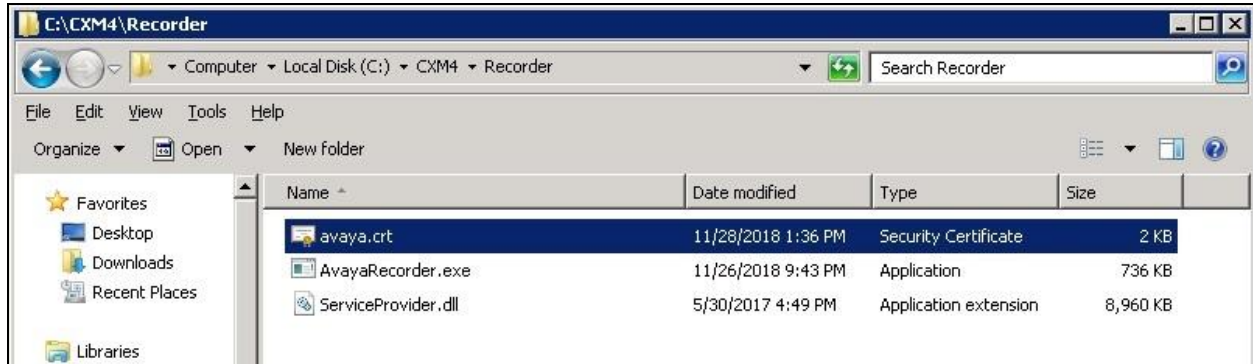 C:\CXM4\Recorder
Computer Local Disk (C:) CXM4 Recorder
Search Recorder
File Edit View Tools Help
Organize Open New folder
Favorites
Desktop
Downloads
Recent Places
Libraries
Name Date modified Type Size
avaya.crt 11/28/2018 1:36 PM Security Certificate 2 KB
AvayaRecorder.exe 11/26/2018 9:43 PM Application 736 KB
ServiceProvider.dll 5/30/2017 4:49 PM Application extension 8,960 KB